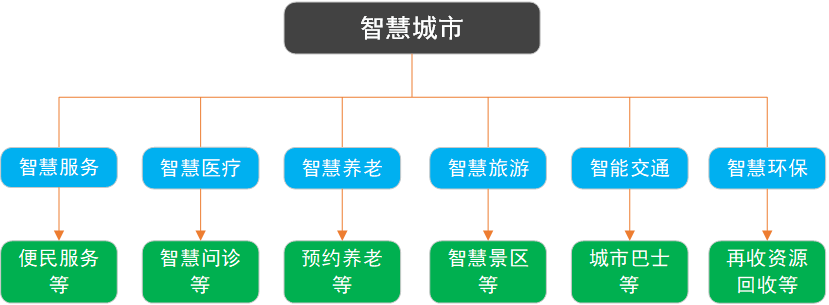 智慧城市
智慧服务
智慧医疗
智慧养老
智慧旅游
智能交通
智慧环保
便民服务
等
智慧问诊
等
预约养老
等
智慧景区
等
城市巴士
等
再收资源
回收等